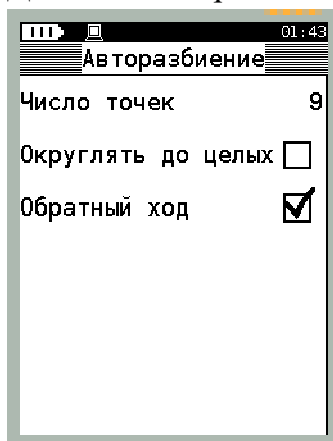 01:43
Авторазбиение
Число точек 9
Округлять до целых
Обратный ход